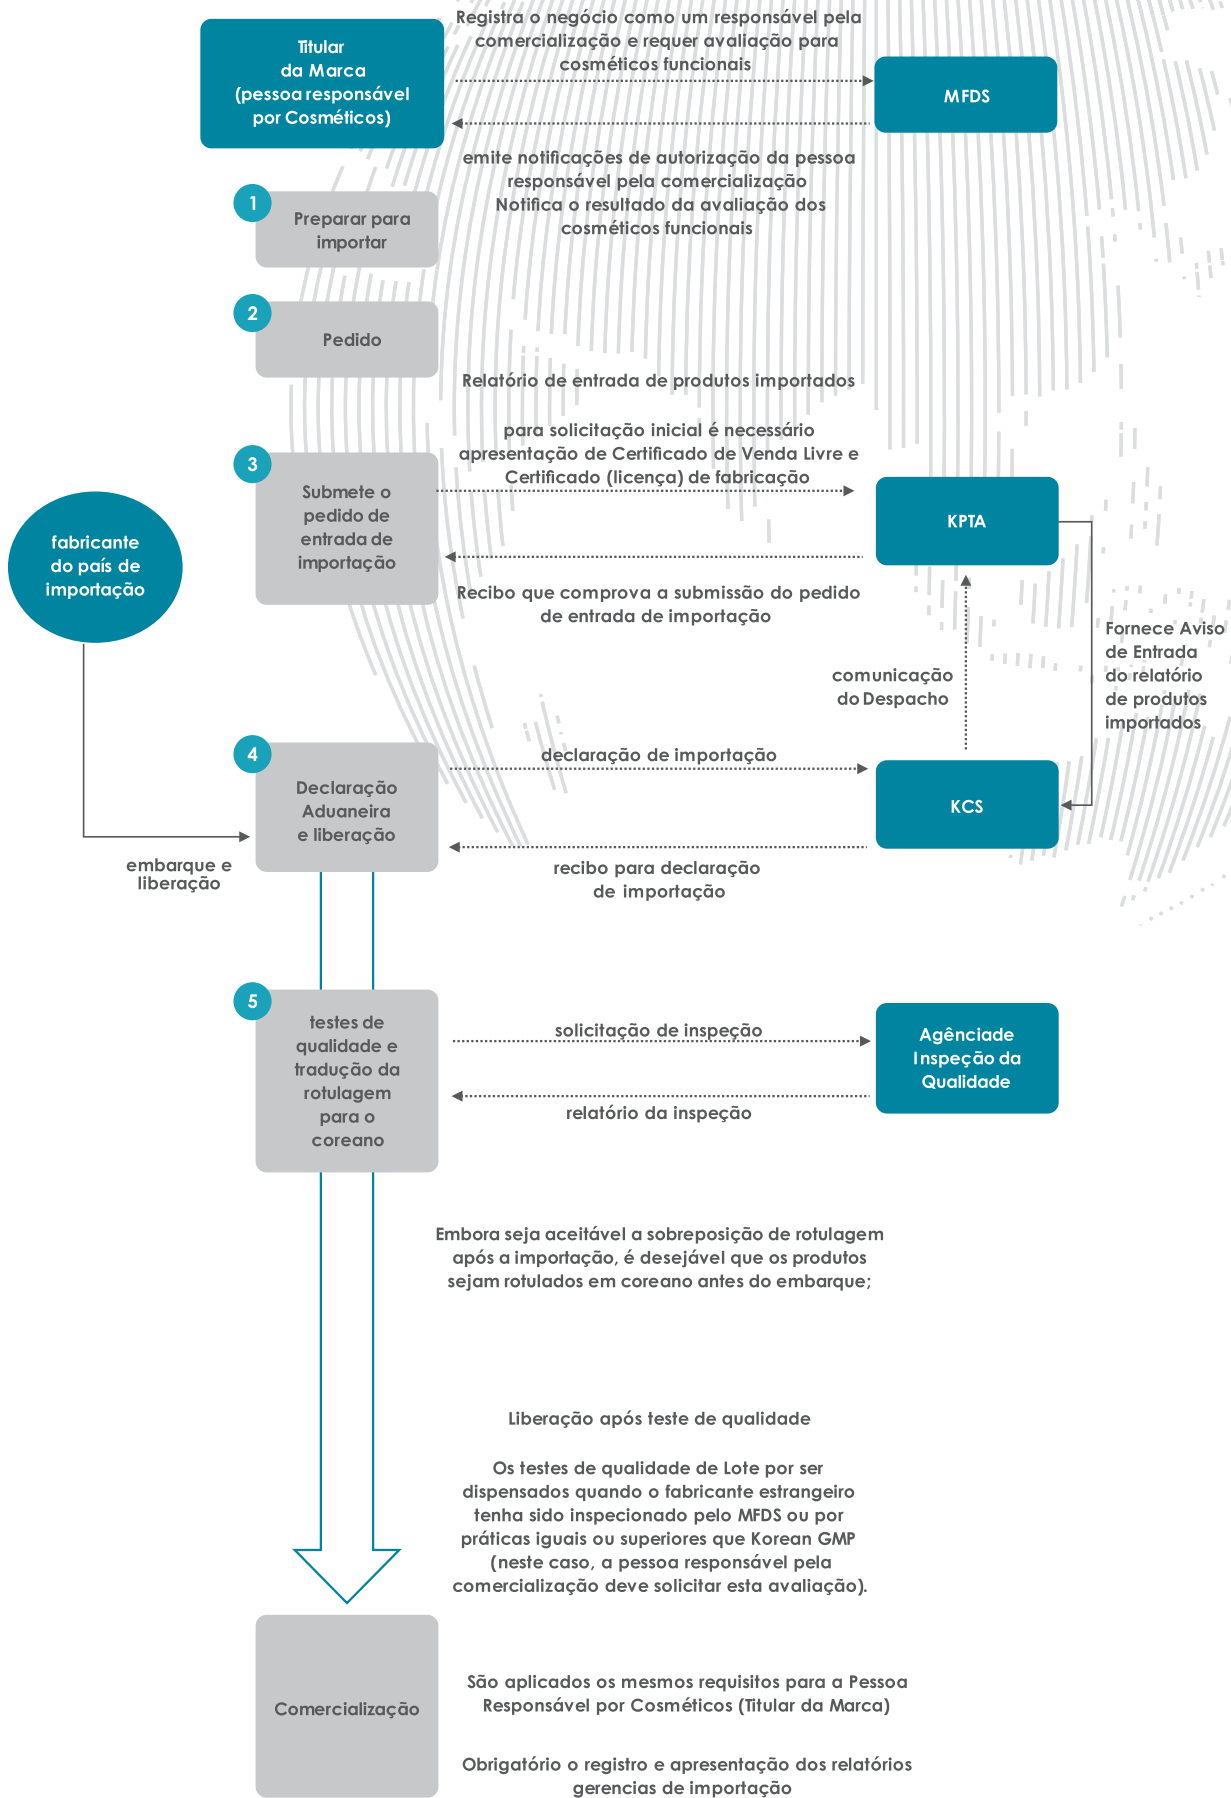 Titular
da Marca
(pessoa responsável
por Cosméticos)
Registra o negócio como um responsável pela
comercialização e requer avaliação para
cosméticos funcionais
MFDS
emite notificações de autorização da pessoa
responsável pela comercialização
Notifica o resultado da avaliação dos
cosméticos funcionais
1
Preparar para
importar
2
Pedido
Relatório de entrada de produtos importados
para solicitação inicial é necessário
apresentação de Certificado de Venda Livre e
Certificado (licença) de fabricação
3
Submete o
pedido de
entrada de
importação
KPTA
fabricante
do país de
importação
Recibo que comprova a submissão do pedido
de entrada de importação
Fornece Aviso
de Entrada
do relatório
de produtos
importados
comunicação
do Despacho
4
Declaração
Aduaneira
e liberação
declaração de importação
KCS
embarque e
liberação
recibo para declaração
de importação
5
testes de
qualidade e
tradução da
rotulagem
para o
coreano
solicitação de inspeção
Agênciade
Inspeção da
Qualidade
relatório da inspeção
Embora seja aceitável a sobreposição de rotulagem
após a importação, é desejável que os produtos
sejam rotulados em coreano antes do embarque;
Liberação após teste de qualidade
Os testes de qualidade de Lote por ser
dispensados quando o fabricante estrangeiro
tenha sido inspecionado pelo MFDS ou por
práticas iguais ou superiores que Korean GMP
(neste caso, a pessoa responsável pela
comercialização deve solicitar esta avaliação).
Comercialização
São aplicados os mesmos requisitos para a Pessoa
Responsável por Cosméticos (Titular da Marca)
Obrigatório o registro e apresentação dos relatórios
gerencias de importação